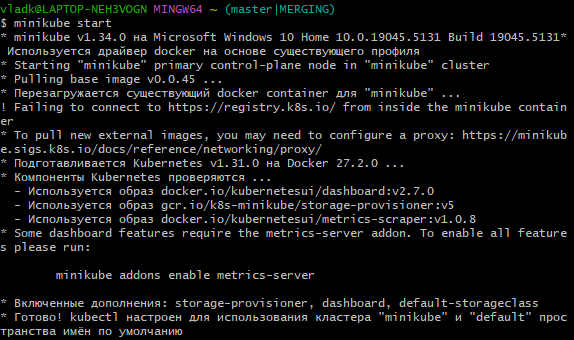 vladk@LAPTOP-NEH3VOGN MINGW64 ~ (master|MERGING)
$ minikube start
* minikube v1.34.0 на Microsoft Windows 10 Home 10.0.19045.5131 Build 19045.5131*
 Используется драйвер docker на основе существующего профиля
* Starting "minikube" primary control-plane node in "minikube" cluster
* Pulling base image v0.0.45 ...
* Перезагружается существующий docker container для "minikube" ...
! Failing to connect to https://registry.k8s.io/ from inside the minikube contain
er
* To pull new external images, you may need to configure a proxy: https://minikub
e.sigs.k8s.io/docs/reference/networking/proxy/
* Подготавливается Kubernetes v1.31.0 на Docker 27.2.0 ...
* Компоненты Kubernetes проверяются ...
  - Используется образ docker.io/kubernetesui/dashboard:v2.7.0
  - Используется образ gcr.io/k8s-minikube/storage-provisioner:v5
  - Используется образ docker.io/kubernetesui/metrics-scraper:v1.0.8
* Some dashboard features require the metrics-server addon. To enable all feature
s please run:
        minikube addons enable metrics-server
* Включенные дополнения: storage-provisioner, dashboard, default-storageclass
* Готово! kubectl настроен для использования кластера "minikube" и "default" прос
транства имён по умолчанию